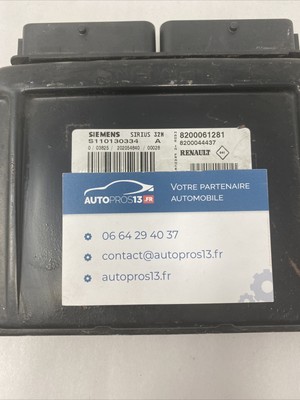 SIEMENS SIRIUS 32N
S110130334 A
8200061281
8200044437
RENAULT
AUTOPROS13.FR
VOTRE PARTENAIRE
AUTOMOBILE
06 64 29 40 37
contact@autopros13.fr
autopros13.fr